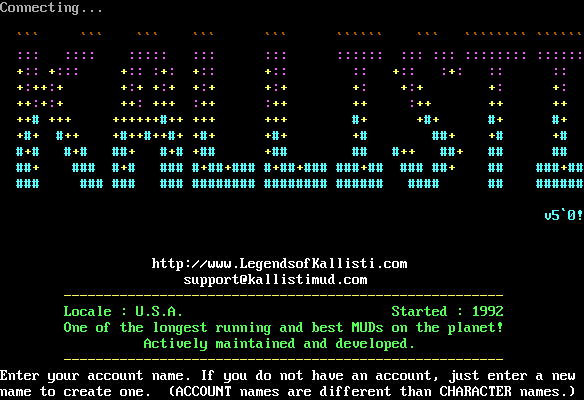 Connecting...
KALLISTI
v5`0!
http://www.LegendsofKallisti.com
support@kallistimud.com
Locale : U.S.A. Started : 1992
One of the longest running and best MUDs on the planet!
Actively maintained and developed.
Enter your account name. If you do not have an account, just enter a new
name to create one. (ACCOUNT names are different than CHARACTER names.)